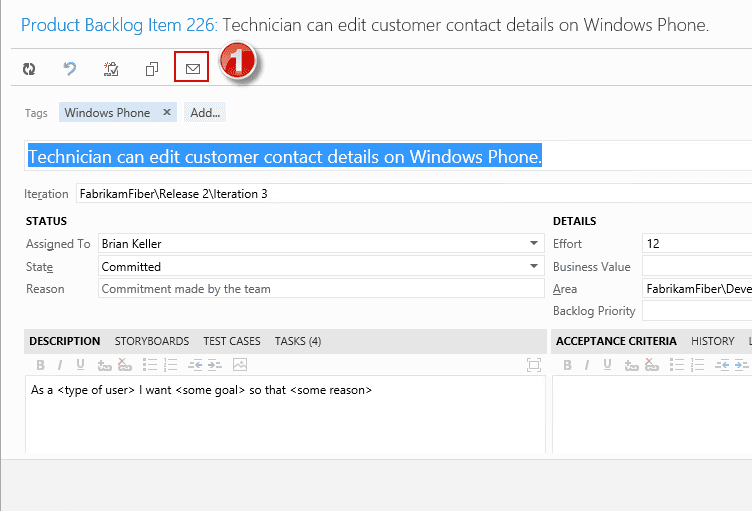 Product Backlog Item 226: Technician can edit customer contact details on Windows Phone.
1
Tags Windows Phone × Add...
Technician can edit customer contact details on Windows Phone.
Iteration FabrikamFiber\Release 2\Iteration 3
STATUS DETAILS
Assigned To Brian Keller Effort 12
State Committed Business Value
Reason Commitment made by the team Area FabrikamFiber\Deve
Backlog Priority
DESCRIPTION STORYBOARDS TEST CASES TASKS (4) ACCEPTANCE CRITERIA HISTORY L
B I U B I U
As a <type of user> I want <some goal> so that <some reason>